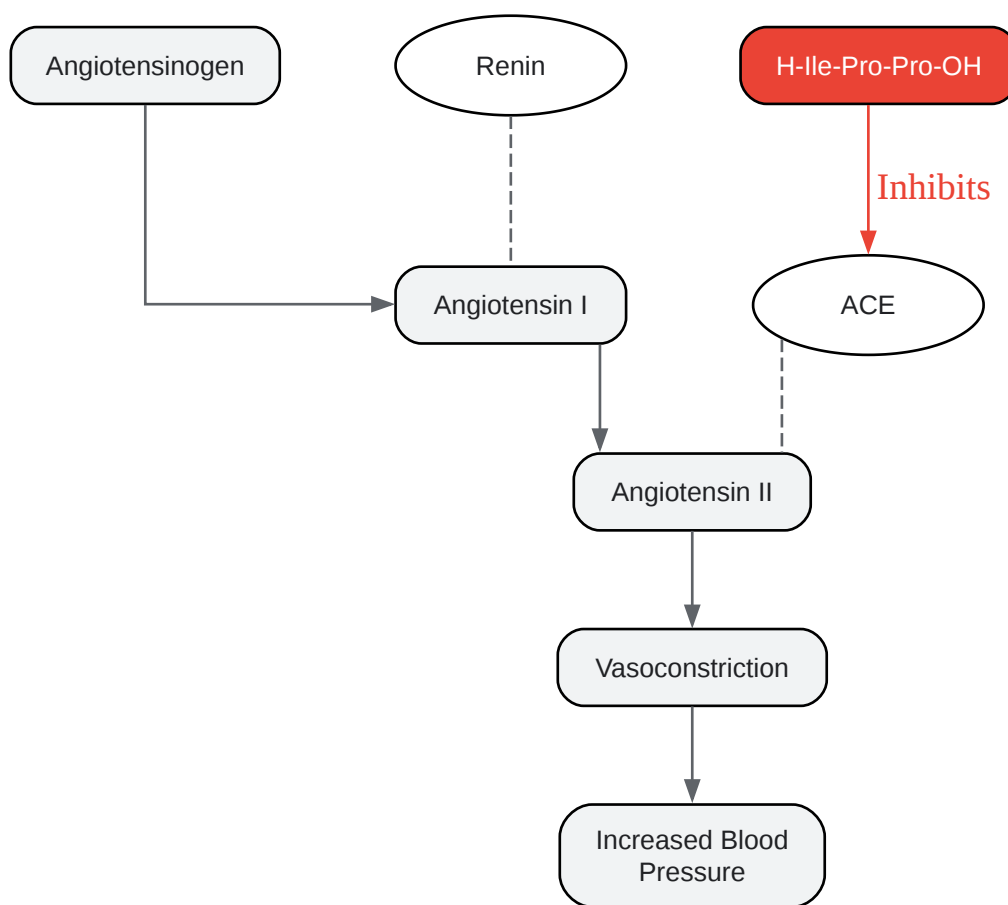 Angiotensinogen
Renin
H-Ile-Pro-Pro-OH
Inhibits
Angiotensin I
ACE
Angiotensin II
Vasoconstriction
Increased Blood
Pressure